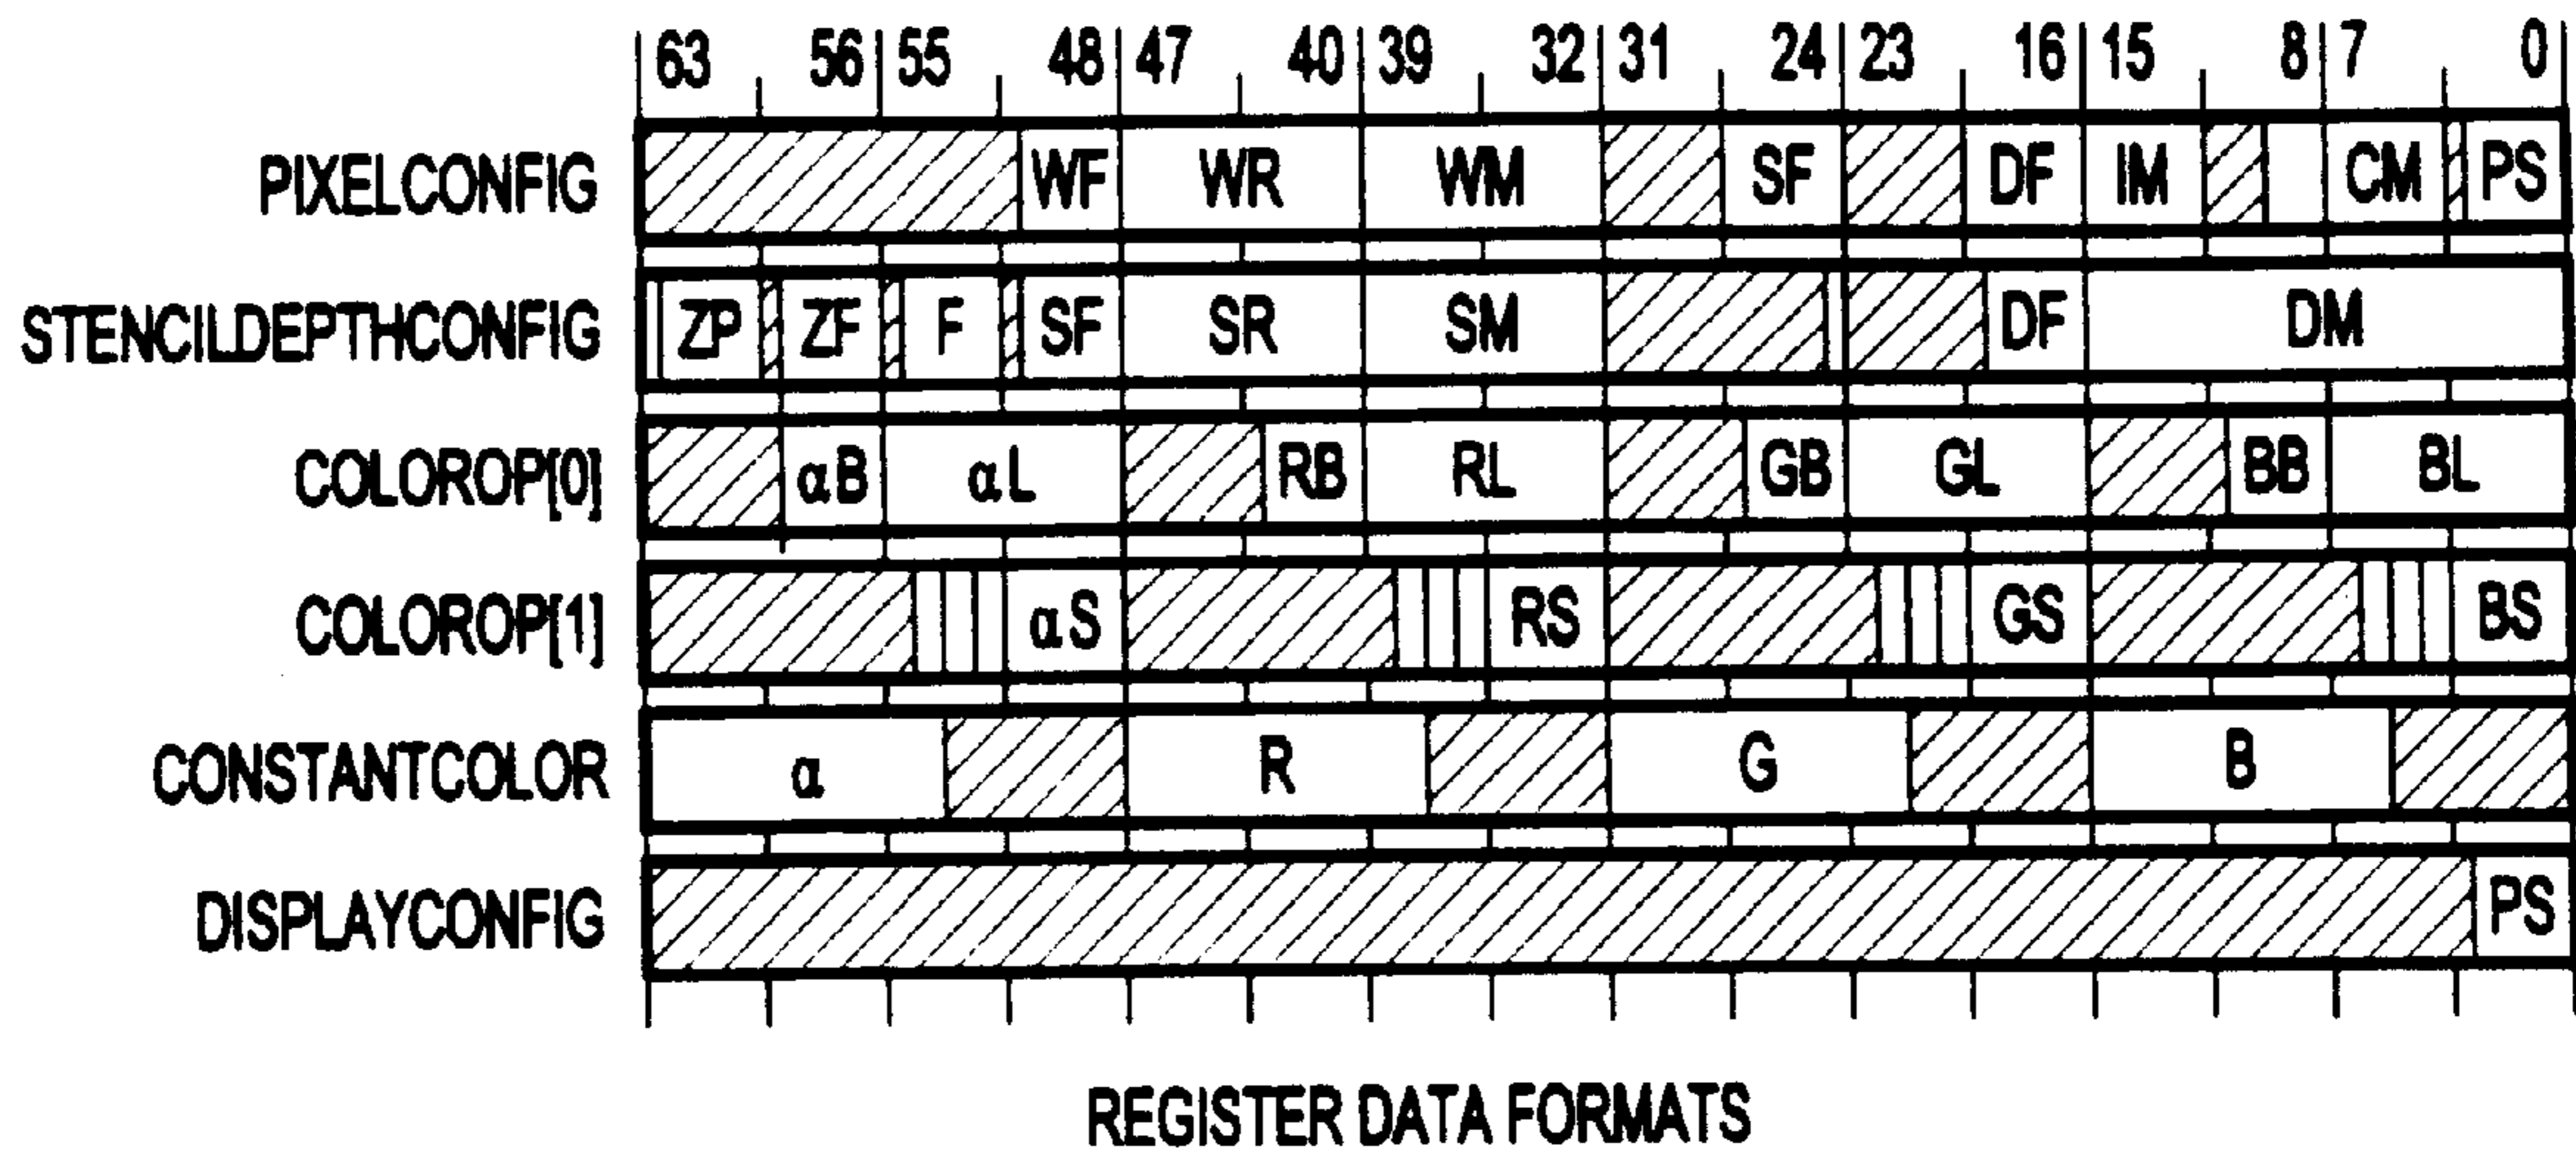 63 56 55 48 47 40 39 32 31 24 23 16 15 8 7 0
PIXELCONFIG WF WR WM SF DF IM CM PS
STENCILDEPTHCONFIG ZP ZF F SF SR SM DF DM
COLOROP[0] αB αL RB RL GB GL BB BL
COLOROP[1] αS RS GS BS
CONSTANTCOLOR α R G B
DISPLAYCONFIG PS
REGISTER DATA FORMATS